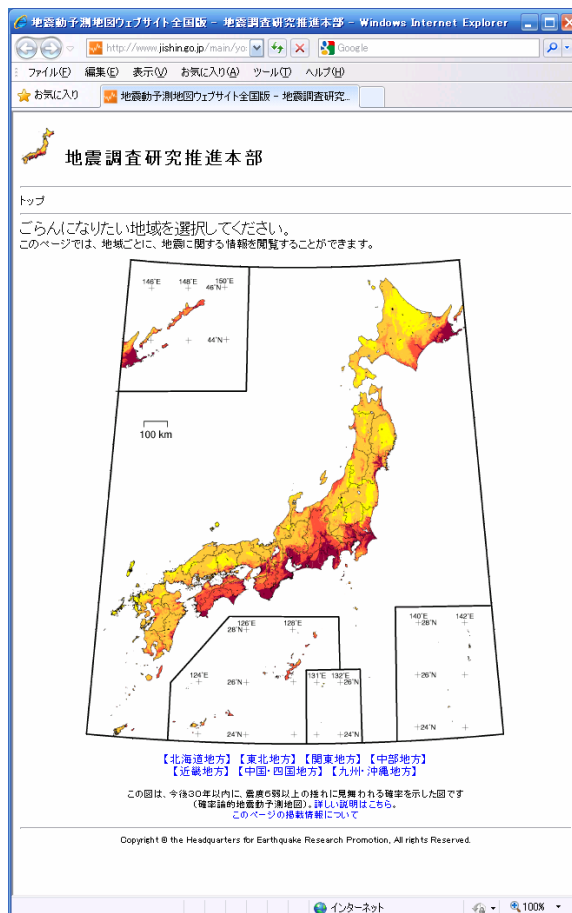 地震動予測地図ウェブサイト全国版 - 地震調査研究推進本部 - Windows Internet Explorer
http://www.jishin.go.jp/main/yo
Google
ファイル(F) 編集(E) 表示(V) お気に入り(A) ツール(T) ヘルプ(H)
お気に入り 地震動予測地図ウェブサイト全国版 - 地震調査研究...
地震調査研究推進本部
トップ
ごらんになりたい地域を選択してください。
このページでは、地域ごとに、地震に関する情報を閲覧することができます。
146°E 148°E 150°E
46°N
44°N
100 km
126°E 128°E
28°N
140°E 142°E
28°N
124°E
26°N
131°E 132°E
26°N
26°N
24°N
24°N
24°N
【北海道地方】【東北地方】【関東地方】【中部地方】
【近畿地方】【中国・四国地方】【九州・沖縄地方】
この図は、今後30年以内に、震度6弱以上の揺れに見舞われる確率を示した図です
(確率論的地震動予測地図)。詳しい説明はこちら。
このページの掲載情報について
Copyright © the Headquarters for Earthquake Research Promotion, All rights Reserved.
インターネット 100%